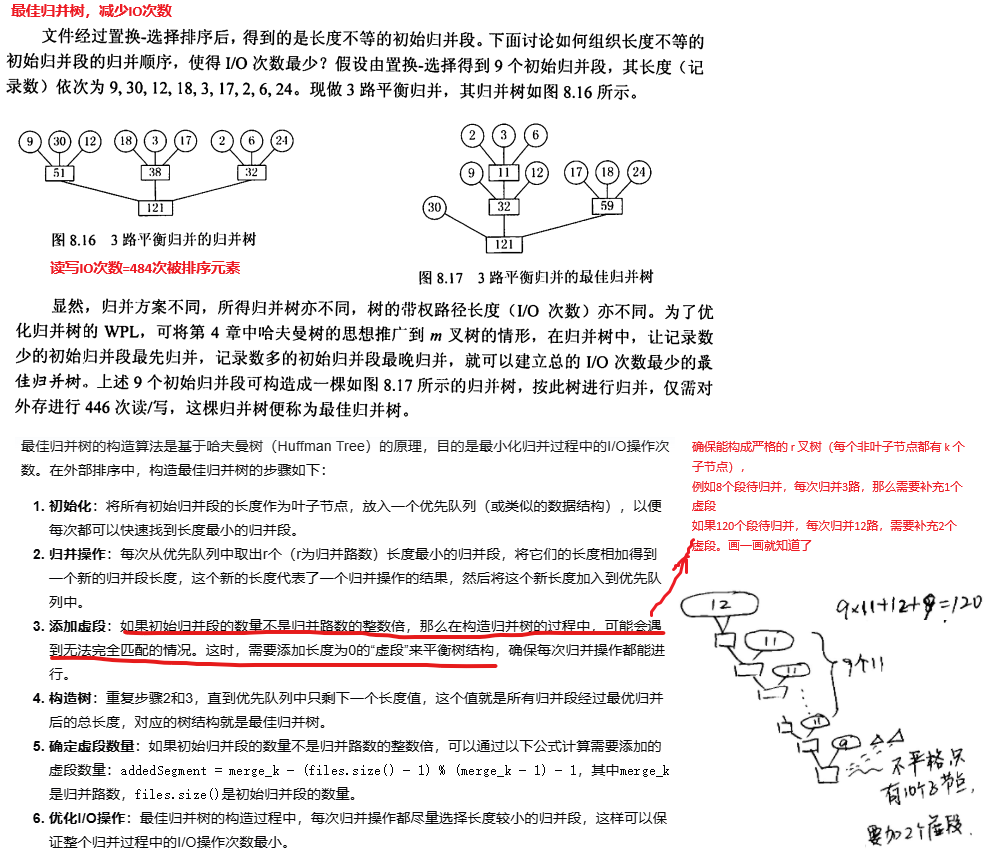 最佳归并树，减少IO次数
文件经过置换-选择排序后，得到的是长度不等的初始归并段。下面讨论如何组织长度不等的
初始归并段的归并顺序，使得 I/O 次数最少？假设由置换-选择得到 9 个初始归并段，其长度（记
录数）依次为 9, 30, 12, 18, 3, 17, 2, 6, 24。现做 3 路平衡归并，其归并树如图 8.16 所示。
9 30 12 18 3 17 2 6 24
51 38 32
121
图 8.16 3 路平衡归并的归并树
读写IO次数=484次被排序元素
2 3 6
9 11 12 17 18 24
30 32 59
121
图 8.17 3 路平衡归并的最佳归并树
显然，归并方案不同，所得归并树亦不同，树的带权路径长度（I/O 次数）亦不同。为了优
化归并树的 WPL，可将第 4 章中哈夫曼树的思想推广到 m 叉树的情形，在归并树中，让记录数
少的初始归并段最先归并，记录数多的初始归并段最晚归并，就可以建立总的 I/O 次数最少的最
佳归并树。上述 9 个初始归并段可构造成一棵如图 8.17 所示的归并树，按此树进行归并，仅需对
外存进行 446 次读/写，这棵归并树便称为最佳归并树。
最佳归并树的构造算法是基于哈夫曼树（Huffman Tree）的原理，目的是最小化归并过程中的I/O操作次
数。在外部排序中，构造最佳归并树的步骤如下：
1. 初始化：将所有初始归并段的长度作为叶子节点，放入一个优先队列（或类似的数据结构），以便
每次都可以快速找到长度最小的归并段。
2. 归并操作：每次从优先队列中取出r个（r为归并路数）长度最小的归并段，将它们的长度相加得到
一个新的归并段长度，这个新的长度代表了一个归并操作的结果，然后将这个新长度加入到优先队
列中。
3. 添加虚段：如果初始归并段的数量不是归并路数的整数倍，那么在构造归并树的过程中，可能会遇
到无法完全匹配的情况。这时，需要添加长度为0的“虚段”来平衡树结构，确保每次归并操作都能进
行。
4. 构造树：重复步骤2和3，直到优先队列中只剩下一个长度值，这个值就是所有归并段经过最优归并
后的总长度，对应的树结构就是最佳归并树。
5. 确定虚段数量：如果初始归并段的数量不是归并路数的整数倍，可以通过以下公式计算需要添加的
虚段数量：addedSegment = merge_k - (files.size() - 1) % (merge_k - 1) - 1，其中merge_k
是归并路数，files.size()是初始归并段的数量。
6. 优化I/O操作：最佳归并树的构造过程中，每次归并操作都尽量选择长度较小的归并段，这样可以保
证整个归并过程中的I/O操作次数最小。
确保能构成严格的 r 叉树（每个非叶子节点都有 k 个
子节点），
例如8个段待归并，每次归并3路，那么需要补充1个
虚段
如果120个段待归并，每次归并12路，需要补充2个
虚段。画一画就知道了
12
9×11+12+9=120
11
11
9个11
11
9
不严格只
有10个子节点，
要加2个虚段.